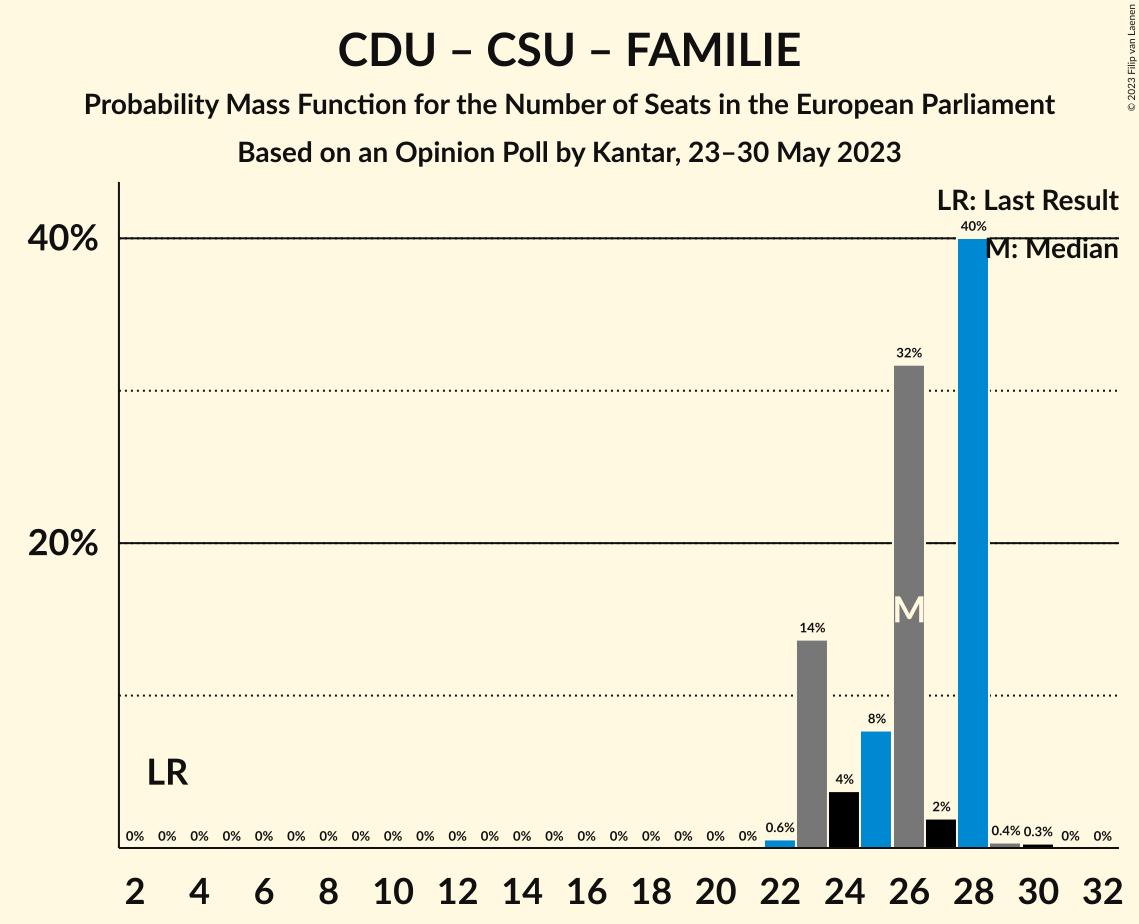 CDU – CSU – FAMILIE
Probability Mass Function for the Number of Seats in the European Parliament
Based on an Opinion Poll by Kantar, 23–30 May 2023
© 2023 Filip van Laenen
LR: Last Result
M: Median
40%
20%
40%
32%
14%
8%
4%
2%
0.6%
0.4% 0.3%
M
LR
0% 0% 0% 0% 0% 0% 0% 0% 0% 0% 0% 0% 0% 0% 0% 0% 0% 0% 0% 0% 0% 0%
2 4 6 8 10 12 14 16 18 20 22 24 26 28 30 32